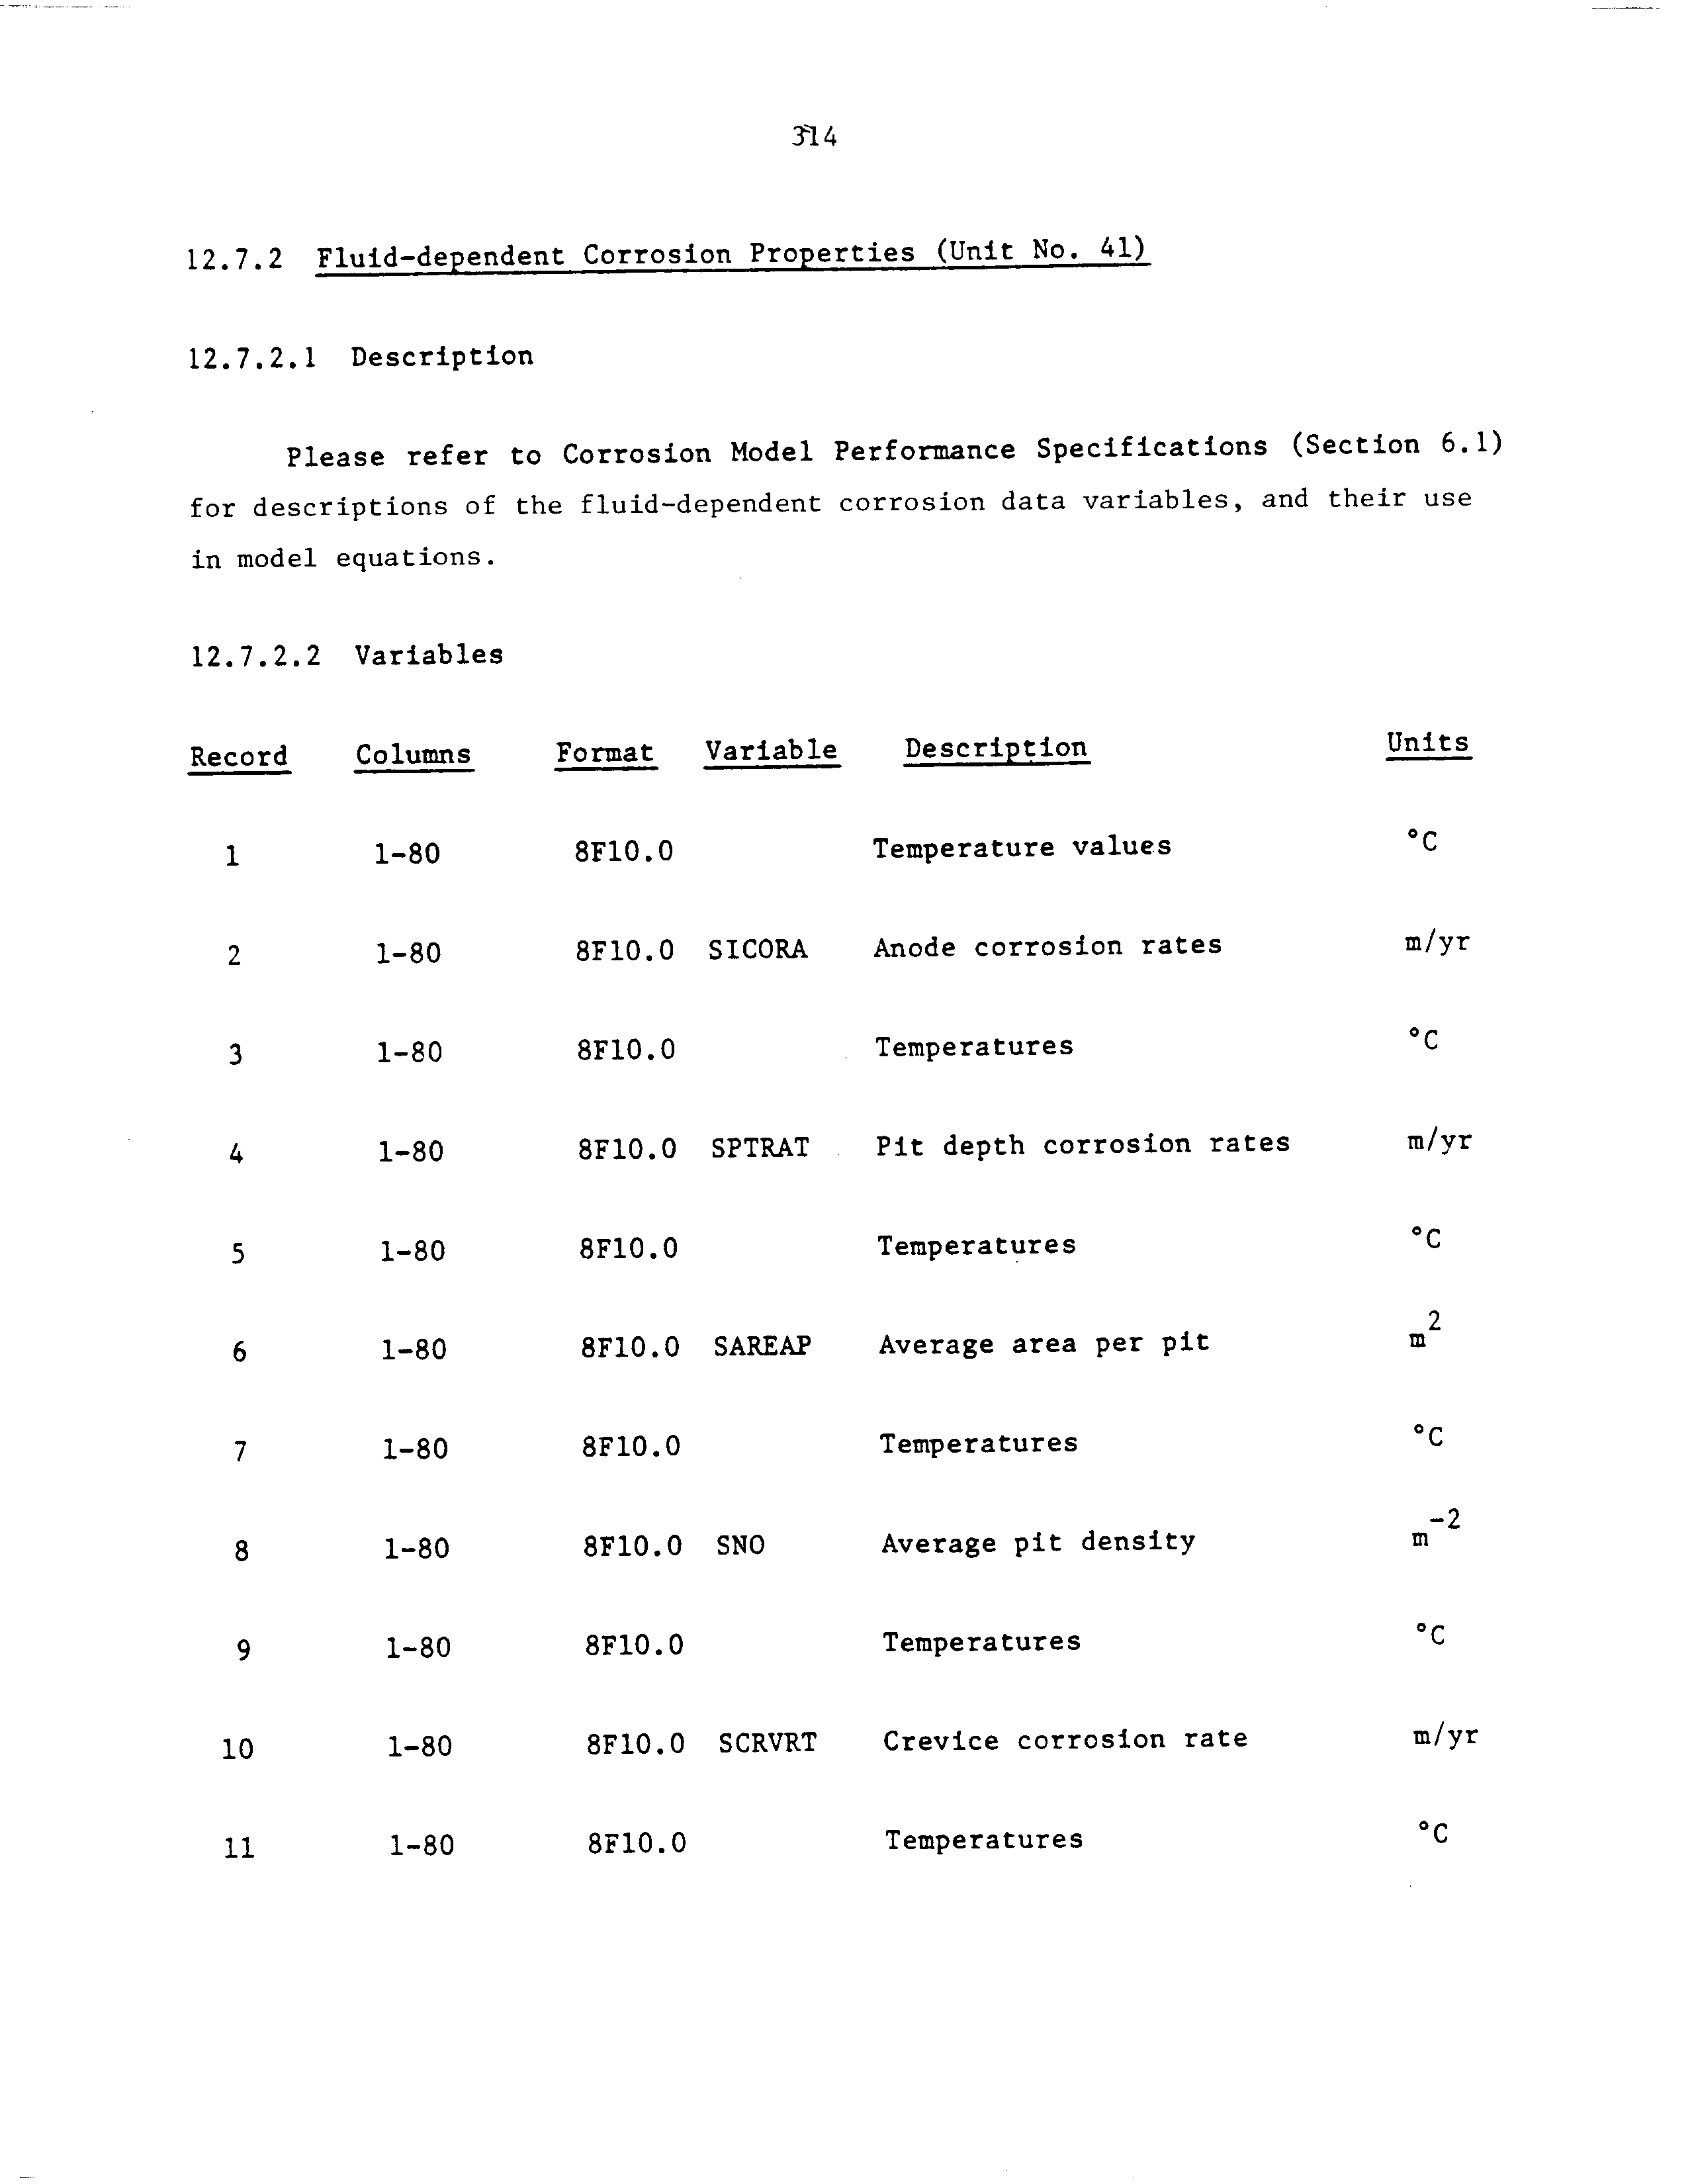 314
12.7.2 Fluid-dependent Corrosion Properties (Unit No. 41)
12.7.2.1 Description
Please refer to Corrosion Model Performance Specifications (Section 6.1)
for descriptions of the fluid-dependent corrosion data variables, and their use
in model equations.
12.7.2.2 Variables
Record Columns Format Variable Description Units
1 1-80 8F10.0 Temperature values °C
2 1-80 8F10.0 SICORA Anode corrosion rates m/yr
3 1-80 8F10.0 Temperatures °C
4 1-80 8F10.0 SPTRAT Pit depth corrosion rates m/yr
5 1-80 8F10.0 Temperatures °C
6 1-80 8F10.0 SAREAP Average area per pit m²
7 1-80 8F10.0 Temperatures °C
8 1-80 8F10.0 SNO Average pit density m⁻²
9 1-80 8F10.0 Temperatures °C
10 1-80 8F10.0 SCRVRT Crevice corrosion rate m/yr
11 1-80 8F10.0 Temperatures °C